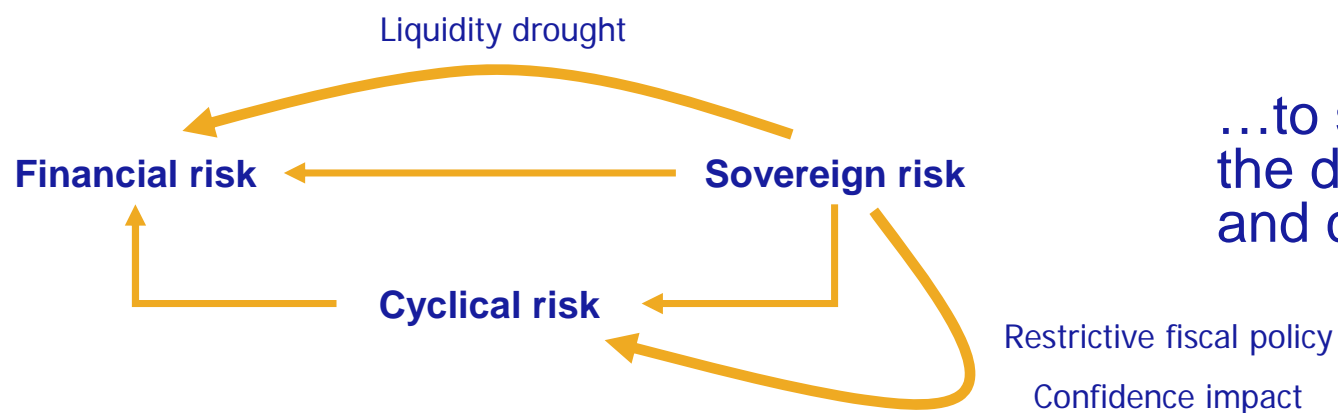 Liquidity drought
Financial risk
Sovereign risk
Cyclical risk
Restrictive fiscal policy
Confidence impact
…to
the
and